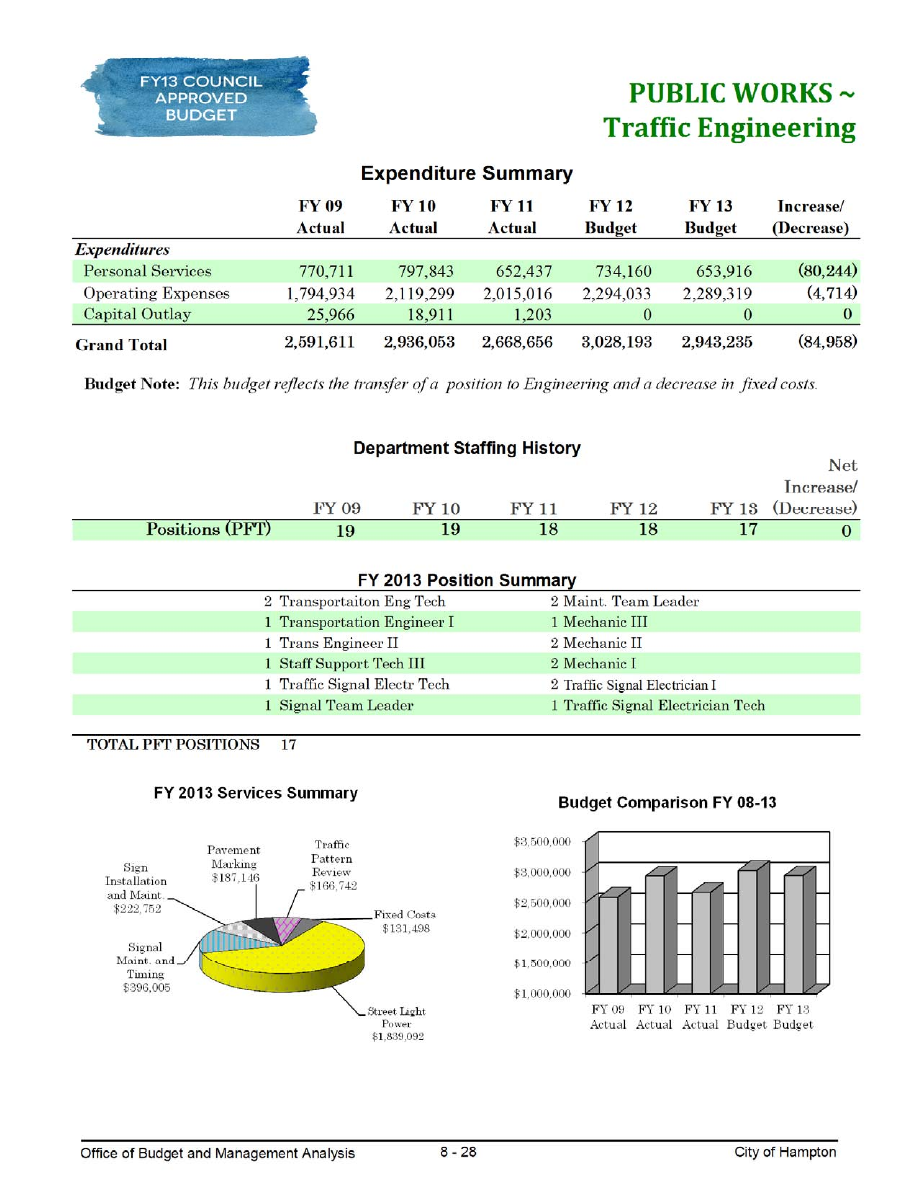 FY13 COUNCIL
APPROVED
BUDGET
PUBLIC WORKS ~
Traffic Engineering
Expenditure Summary
FY 09 FY 10 FY 11 FY 12 FY 13 Increase/
Actual Actual Actual Budget Budget (Decrease)
Expenditures
Personal Services 770,711 797,843 652,437 734,160 653,916 (80,244)
Operating Expenses 1,794,934 2,119,299 2,015,016 2,294,033 2,289,319 (4,714)
Capital Outlay 25,966 18,911 1,203 0 0 0
Grand Total 2,591,611 2,936,053 2,668,656 3,028,193 2,943,235 (84,958)
Budget Note: This budget reflects the transfer of a position to Engineering and a decrease in fixed costs.
Department Staffing History
Net
Increase/
FY 09 FY 10 FY 11 FY 12 FY 13 (Decrease)
Positions (PFT) 19 19 18 18 17 0
FY 2013 Position Summary
2 Transportaiton Eng Tech 2 Maint. Team Leader
1 Transportation Engineer I 1 Mechanic III
1 Trans Engineer II 2 Mechanic II
1 Staff Support Tech III 2 Mechanic I
1 Traffic Signal Electr Tech 2 Traffic Signal Electrician I
1 Signal Team Leader 1 Traffic Signal Electrician Tech
TOTAL PFT POSITIONS 17
FY 2013 Services Summary
Sign
Installation
and Maint.
$222,752
Pavement
Marking
$187,146
Traffic
Pattern
Review
$166,742
Fixed Costs
$131,498
Signal
Maint. and
Timing
$396,005
Street Light
Power
$1,839,092
Budget Comparison FY 08-13
$3,500,000
$3,000,000
$2,500,000
$2,000,000
$1,500,000
$1,000,000
FY 09 FY 10 FY 11 FY 12 FY 13
Actual Actual Actual Budget Budget
Office of Budget and Management Analysis 8 - 28 City of Hampton